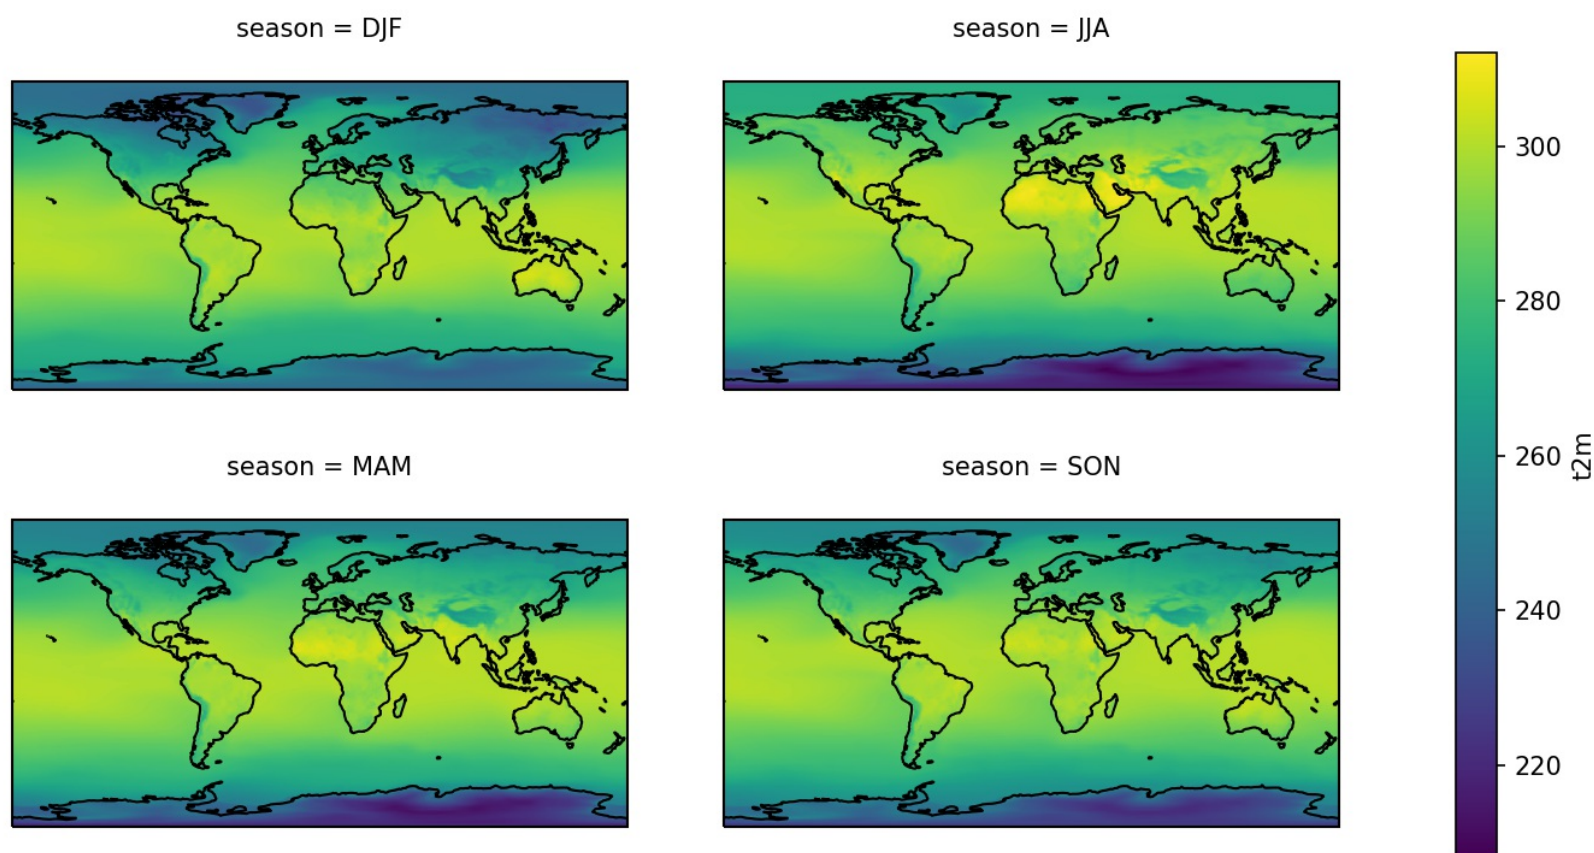 season = DJF
season = JJA
season = MAM
season = SON
300
280
260
240
220
t2m